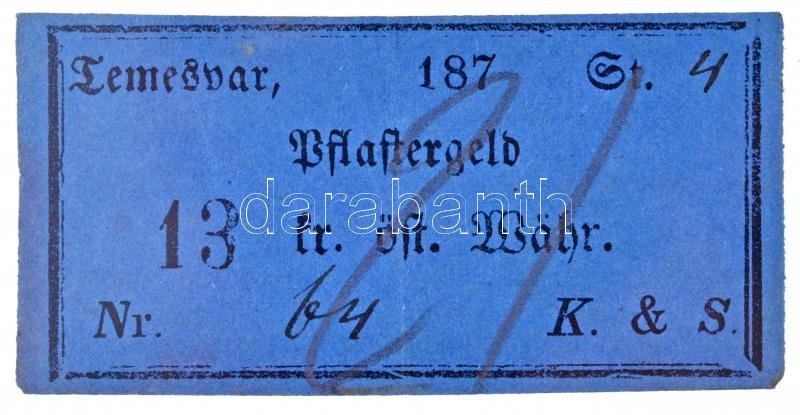 Temesvar, 187 St. 4
Pflastergeld
13 kr. öst. Währ.
Nr. 64 K. & S.
darabanth